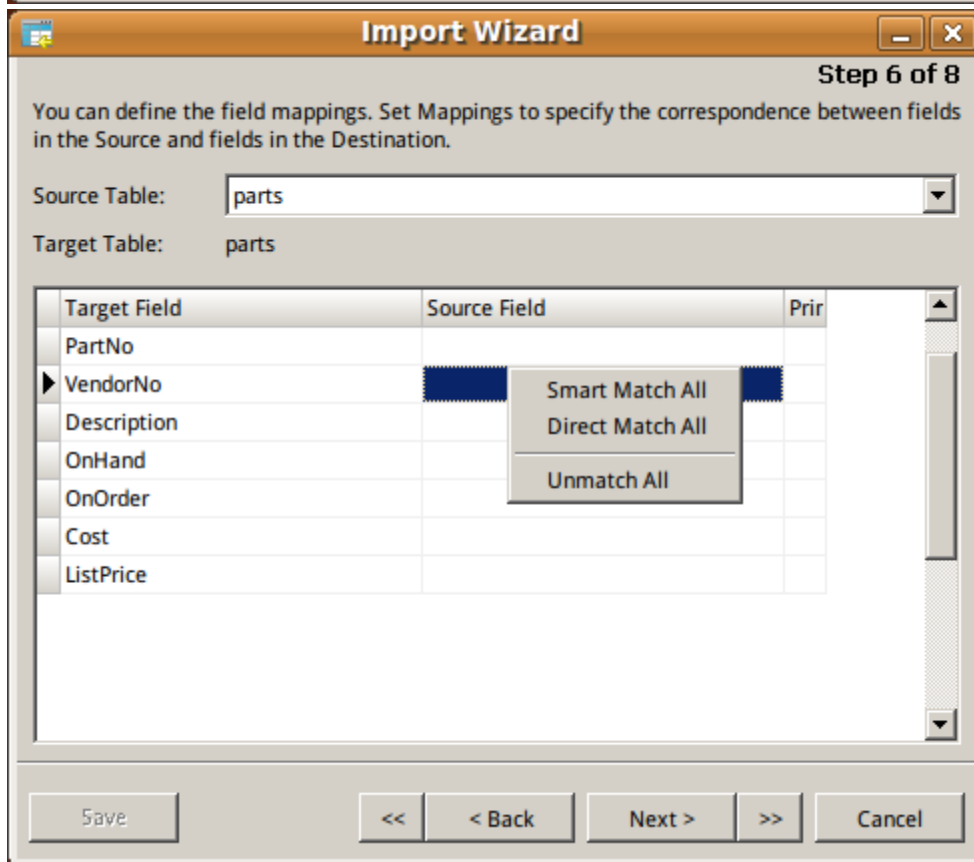 Import Wizard
Step 6 of 8
You can define the field mappings. Set Mappings to specify the correspondence between fields
in the Source and fields in the Destination.
Source Table: parts
Target Table: parts
Target Field Source Field Prir
PartNo
VendorNo
Smart Match All
Description
Direct Match All
OnHand
Unmatch All
OnOrder
Cost
ListPrice
Save << < Back Next > >> Cancel